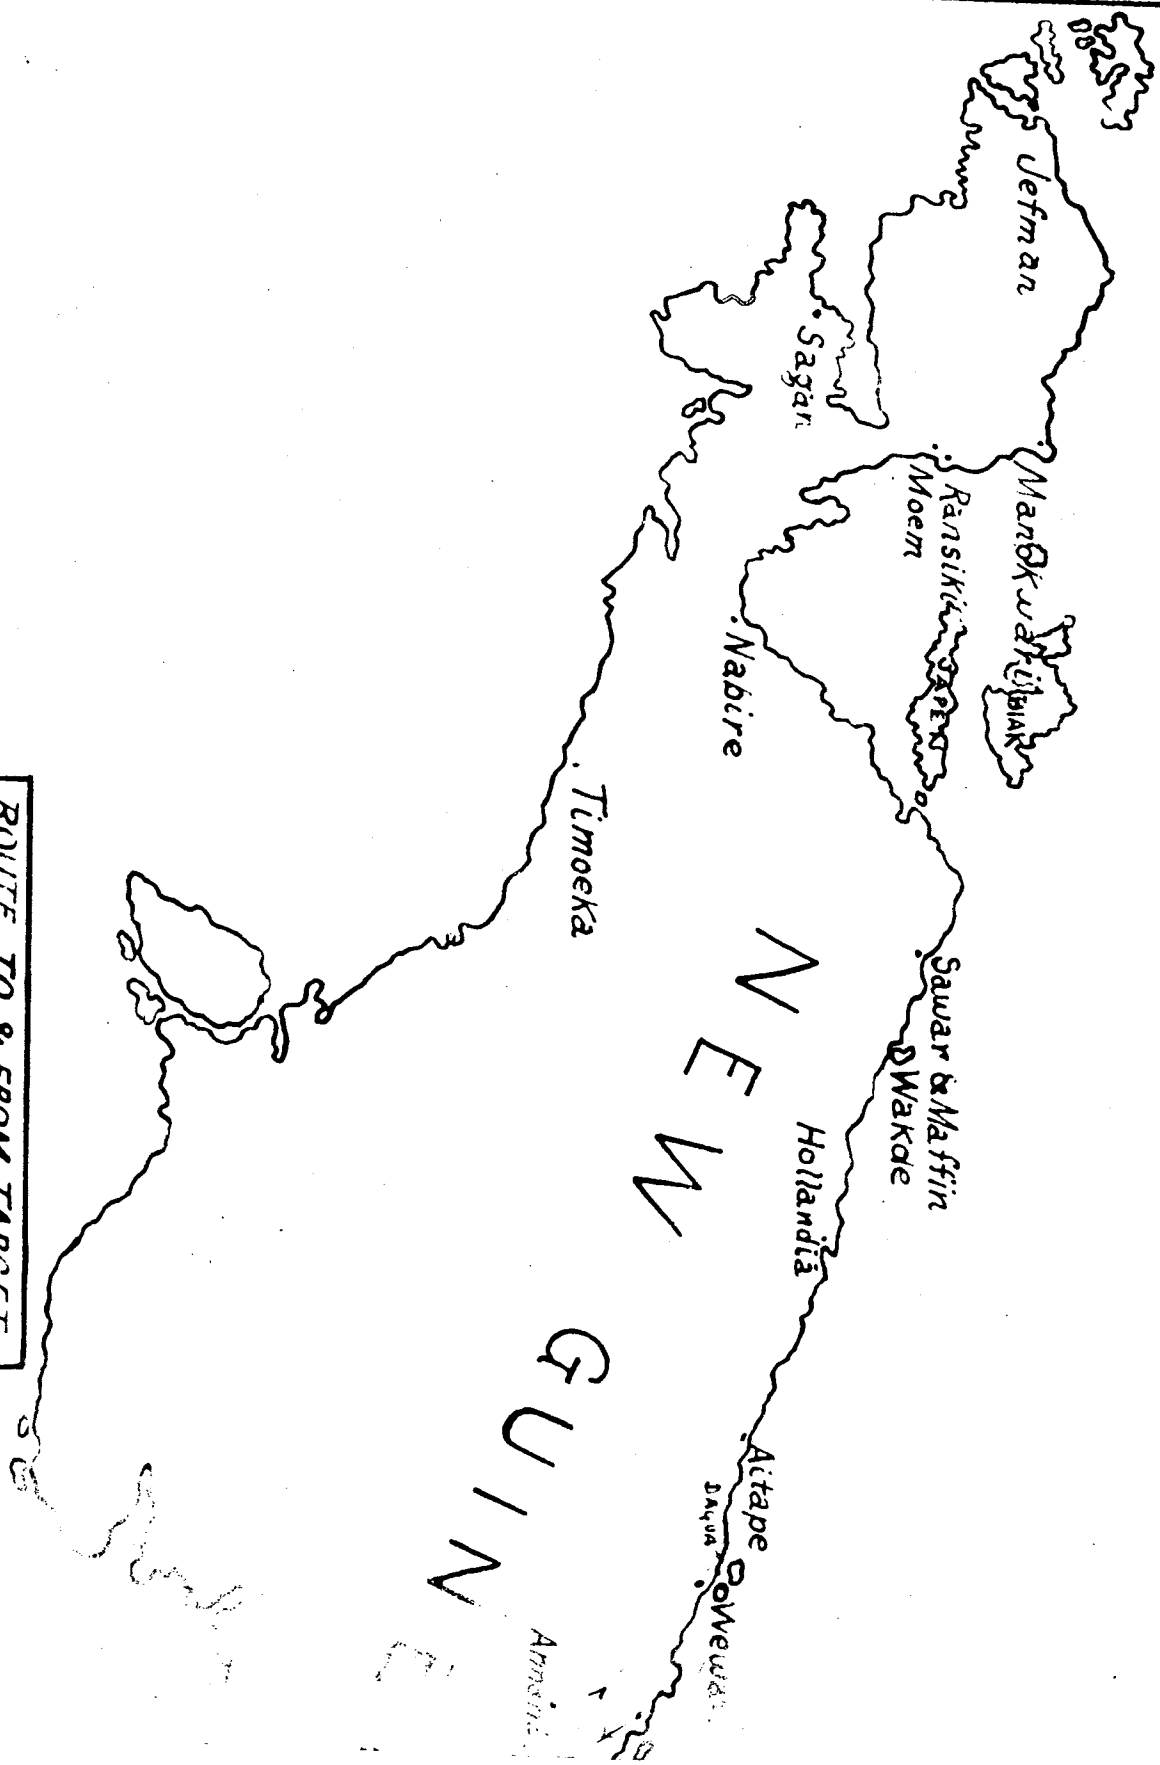 Jefman
Manokwari
BIAK
Ransiki
JAPEN
Moem
Sagan
Nabire
Timoeka
Sawar & Maffin
Wakde
Hollandia
Aitape
DAGUA
NEW GUIN
E
ROUTE TO & FROM TARGET